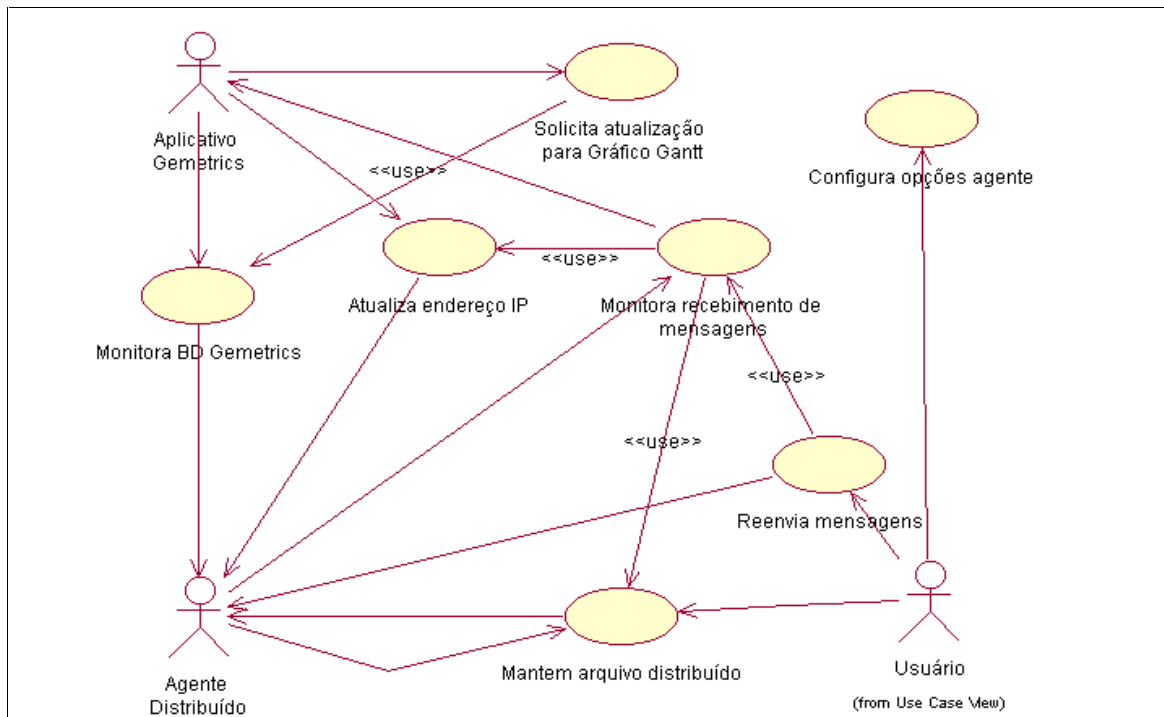 Aplicativo
Gemetrics
Solicita atualização
para Gráfico Gantt
Configura opções agente
<<use>>
<<use>>
Atualiza endereço IP
Monitora recebimento de
mensagens
Monitora BD Gemetrics
<<use>>
<<use>>
Reenvia mensagens
Agente
Distribuído
Mantem arquivo distribuído
Usuário
(from Use Case View)